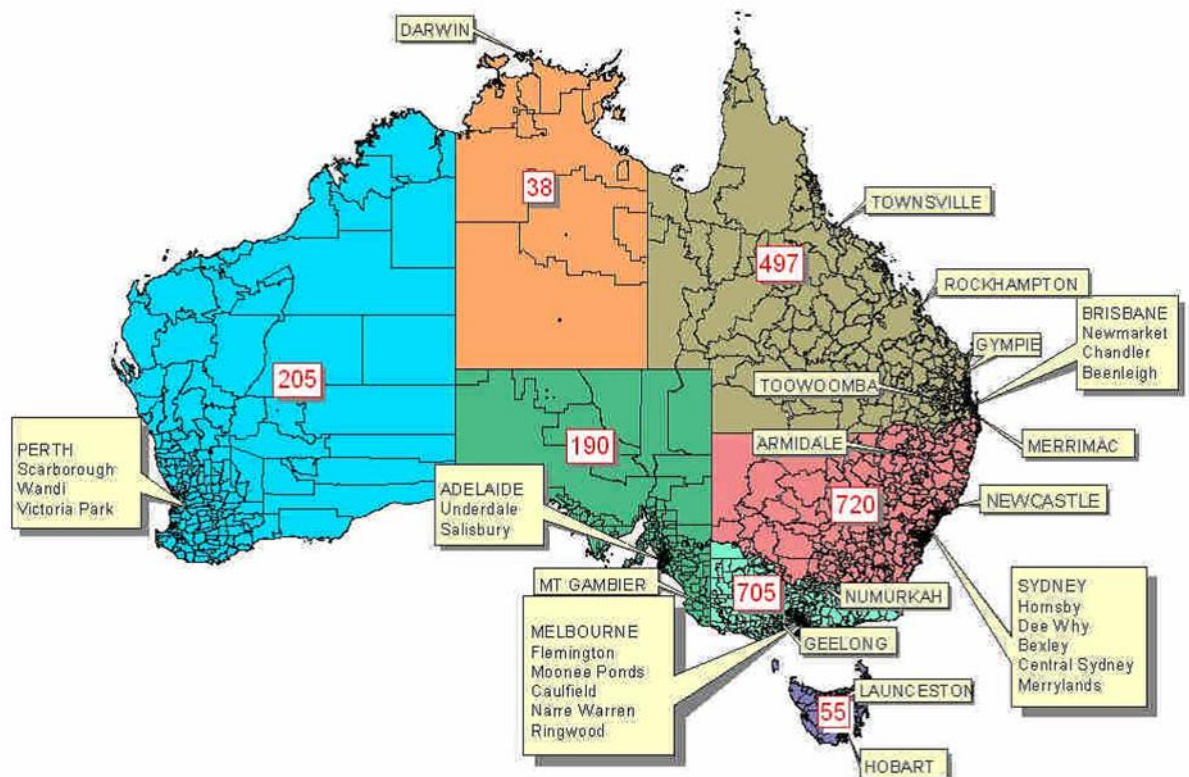 DARWIN
38
TOWNSVILLE
497
ROCKHAMPTON
BRISBANE
Newmarket
Chandler
Beenleigh
GYMPIE
TOOWOOMBA
205
190
ARMIDALE
MERRIMAC
PERTH
Scarborough
Wandi
Victoria Park
ADELAIDE
Underdale
Salisbury
720
NEWCASTLE
MT GAMBIER
705
NUMURKAH
SYDNEY
Hornsby
Dee Why
Bexley
Central Sydney
Merrylands
MELBOURNE
Flemington
Moonee Ponds
Caulfield
Narre Warren
Ringwood
GEELONG
LAUNCESTON
55
HOBART